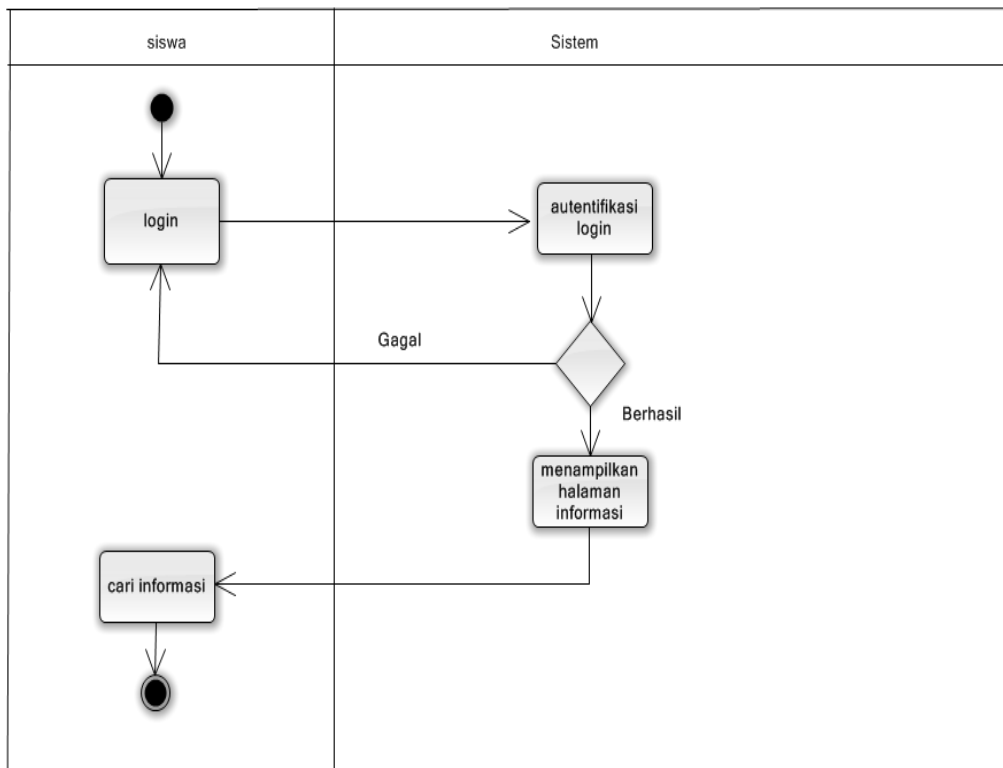 siswa
Sistem
login
autentifikasi
login
Gagal
Berhasil
menampilkan
halaman
informasi
cari informasi